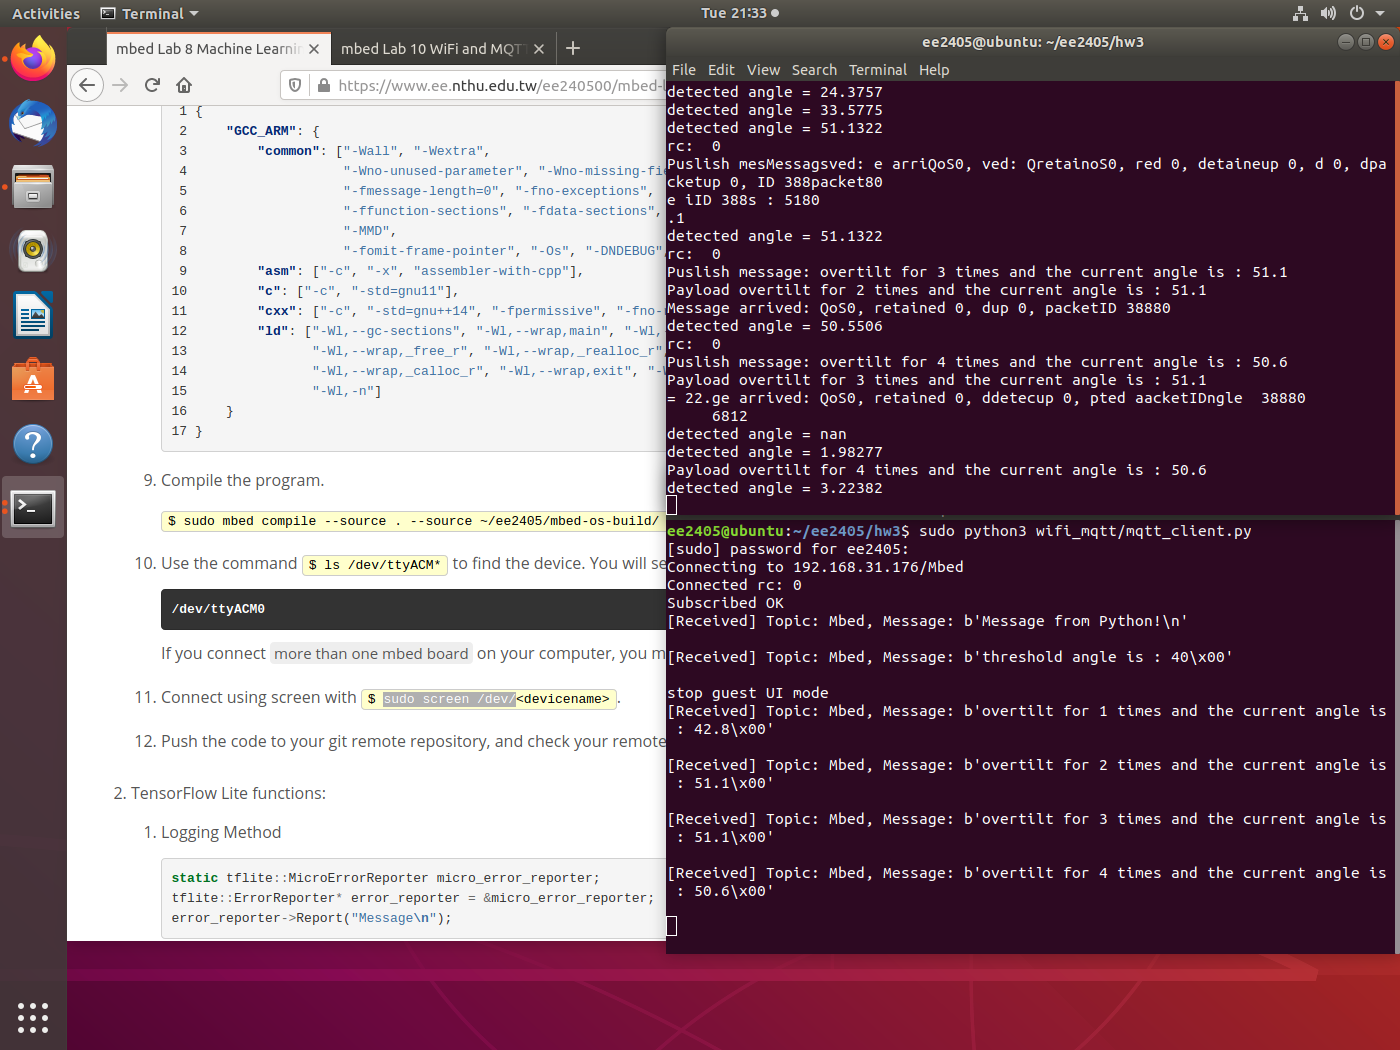 Activities
Terminal
Tue 21:33
mbed Lab 8 Machine Learnin
mbed Lab 10 WiFi and MQT
https://www.ee.nthu.edu.tw/ee240500/mbed-l
1 {
2 "GCC_ARM": {
3 "common": ["-Wall", "-Wextra",
4 "-Wno-unused-parameter", "-Wno-missing-fie
5 "-fmessage-length=0", "-fno-exceptions",
6 "-ffunction-sections", "-fdata-sections",
7 "-MMD",
8 "-fomit-frame-pointer", "-Os", "-DNDEBUG"
9 "asm": ["-c", "-x", "assembler-with-cpp"],
10 "c": ["-c", "-std=gnu11"],
11 "cxx": ["-c", "-std=gnu++14", "-fpermissive", "-fno-
12 "ld": ["-Wl,--gc-sections", "-Wl,--wrap,main", "-Wl,
13 "-Wl,--wrap,_free_r", "-Wl,--wrap,_realloc_r",
14 "-Wl,--wrap,_calloc_r", "-Wl,--wrap,exit", "-W
15 "-Wl,-n"]
16 }
17 }
9. Compile the program.
$ sudo mbed compile --source . --source ~/ee2405/mbed-os-build/
10. Use the command $ ls /dev/ttyACM* to find the device. You will se
/dev/ttyACM0
If you connect more than one mbed board on your computer, you m
11. Connect using screen with $ sudo screen /dev/<devicename>.
12. Push the code to your git remote repository, and check your remote
2. TensorFlow Lite functions:
1. Logging Method
static tflite::MicroErrorReporter micro_error_reporter;
tflite::ErrorReporter* error_reporter = &micro_error_reporter;
error_reporter->Report("Message\n");
ee2405@ubuntu: ~/ee2405/hw3
File Edit View Search Terminal Help
detected angle = 24.3757
detected angle = 33.5775
detected angle = 51.1322
rc:  0
Puslish mesMessagsved: e arriQoS0, ved: QretainoS0, red 0, detaineup 0, d 0, dpa
cketup 0, ID 388packet80
e iID 388s : 5180
.1
detected angle = 51.1322
rc:  0
Puslish message: overtilt for 3 times and the current angle is : 51.1
Payload overtilt for 2 times and the current angle is : 51.1
Message arrived: QoS0, retained 0, dup 0, packetID 38880
detected angle = 50.5506
rc:  0
Puslish message: overtilt for 4 times and the current angle is : 50.6
Payload overtilt for 3 times and the current angle is : 51.1
= 22.ge arrived: QoS0, retained 0, ddetecup 0, pted aacketIDngle  38880
6812
detected angle = nan
detected angle = 1.98277
Payload overtilt for 4 times and the current angle is : 50.6
detected angle = 3.22382
ee2405@ubuntu:~/ee2405/hw3$ sudo python3 wifi_mqtt/mqtt_client.py
[sudo] password for ee2405:
Connecting to 192.168.31.176/Mbed
Connected rc: 0
Subscribed OK
[Received] Topic: Mbed, Message: b'Message from Python!\n'
[Received] Topic: Mbed, Message: b'threshold angle is : 40\x00'
stop guest UI mode
[Received] Topic: Mbed, Message: b'overtilt for 1 times and the current angle is
: 42.8\x00'
[Received] Topic: Mbed, Message: b'overtilt for 2 times and the current angle is
: 51.1\x00'
[Received] Topic: Mbed, Message: b'overtilt for 3 times and the current angle is
: 51.1\x00'
[Received] Topic: Mbed, Message: b'overtilt for 4 times and the current angle is
: 50.6\x00'